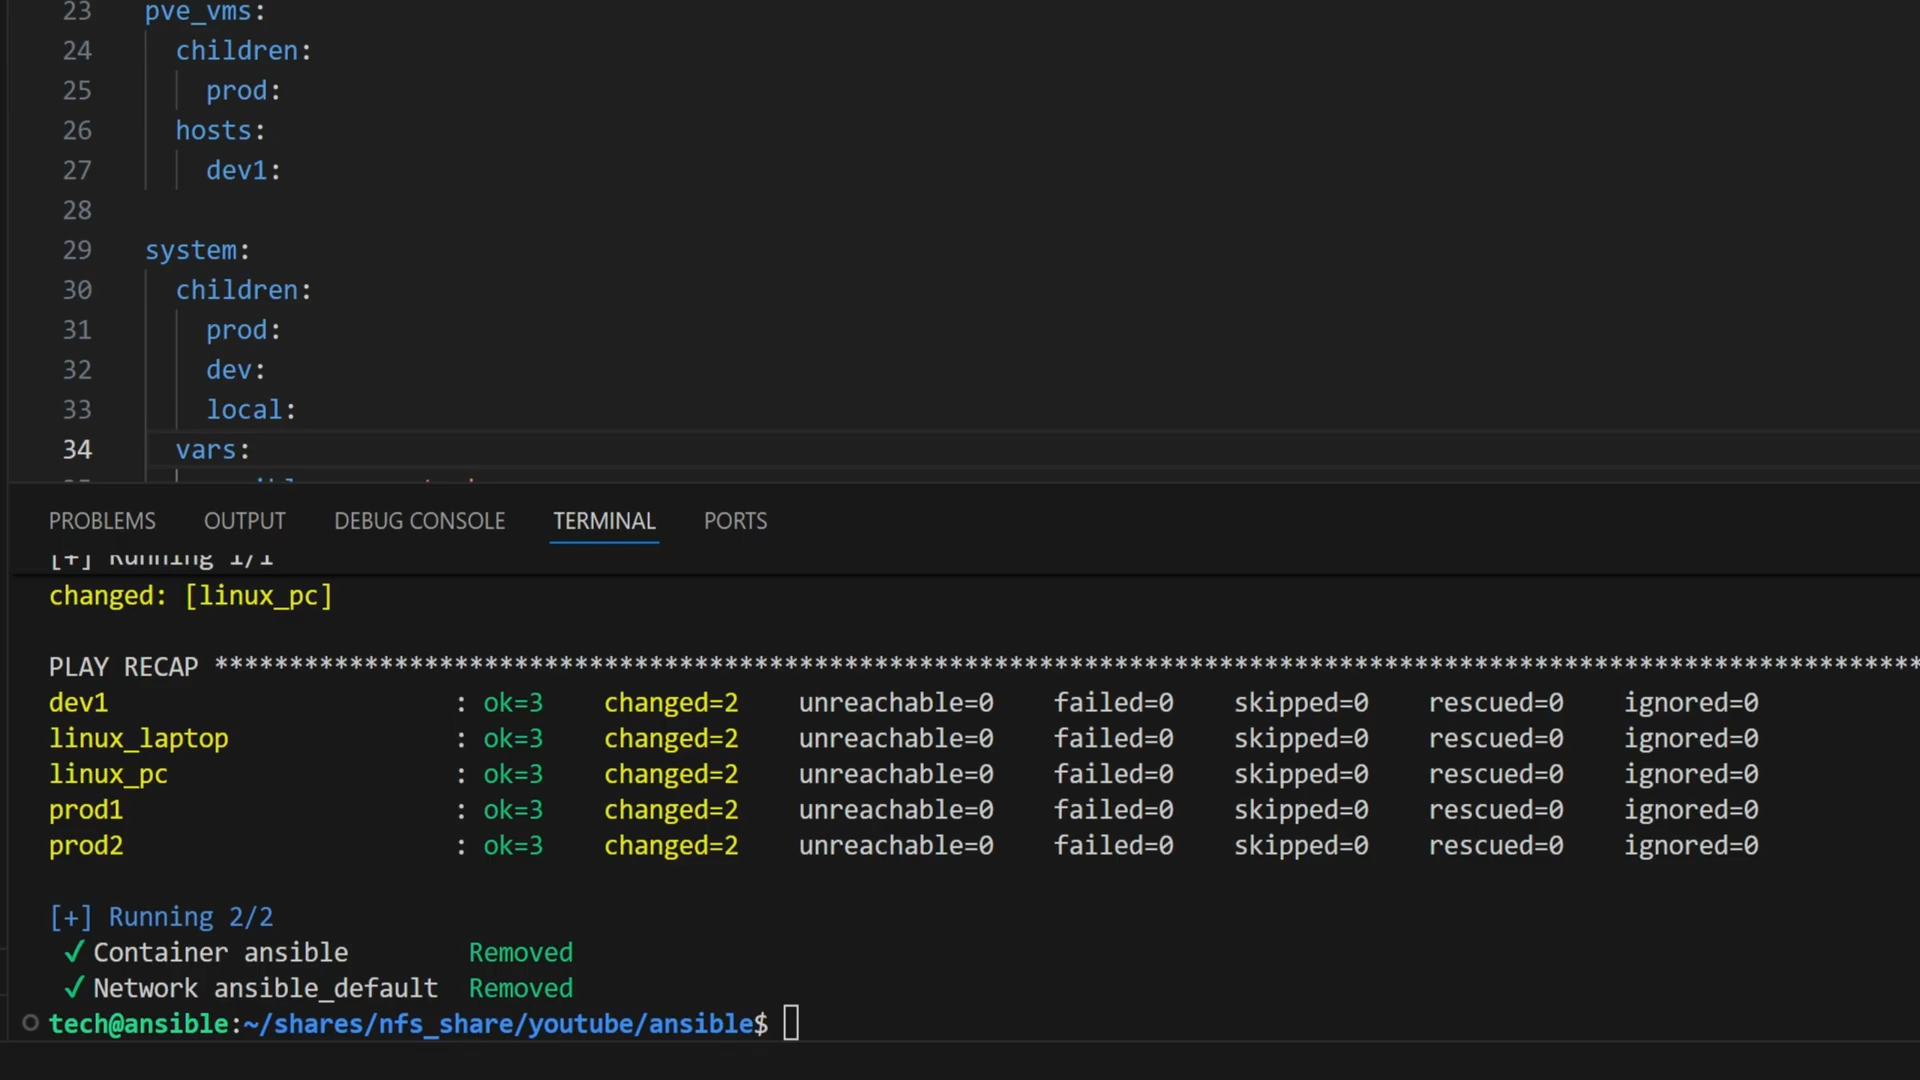 23 pve_vms:
24 children:
25 prod:
26 hosts:
27 dev1:
28
29 system:
30 children:
31 prod:
32 dev:
33 local:
34 vars:
PROBLEMS OUTPUT DEBUG CONSOLE TERMINAL PORTS
[+] Running 1/1
changed: [linux_pc]
PLAY RECAP ******************************************************************************************************************
dev1 : ok=3 changed=2 unreachable=0 failed=0 skipped=0 rescued=0 ignored=0
linux_laptop : ok=3 changed=2 unreachable=0 failed=0 skipped=0 rescued=0 ignored=0
linux_pc : ok=3 changed=2 unreachable=0 failed=0 skipped=0 rescued=0 ignored=0
prod1 : ok=3 changed=2 unreachable=0 failed=0 skipped=0 rescued=0 ignored=0
prod2 : ok=3 changed=2 unreachable=0 failed=0 skipped=0 rescued=0 ignored=0
[+] Running 2/2
✓ Container ansible Removed
✓ Network ansible_default Removed
tech@ansible:~/shares/nfs_share/youtube/ansible$